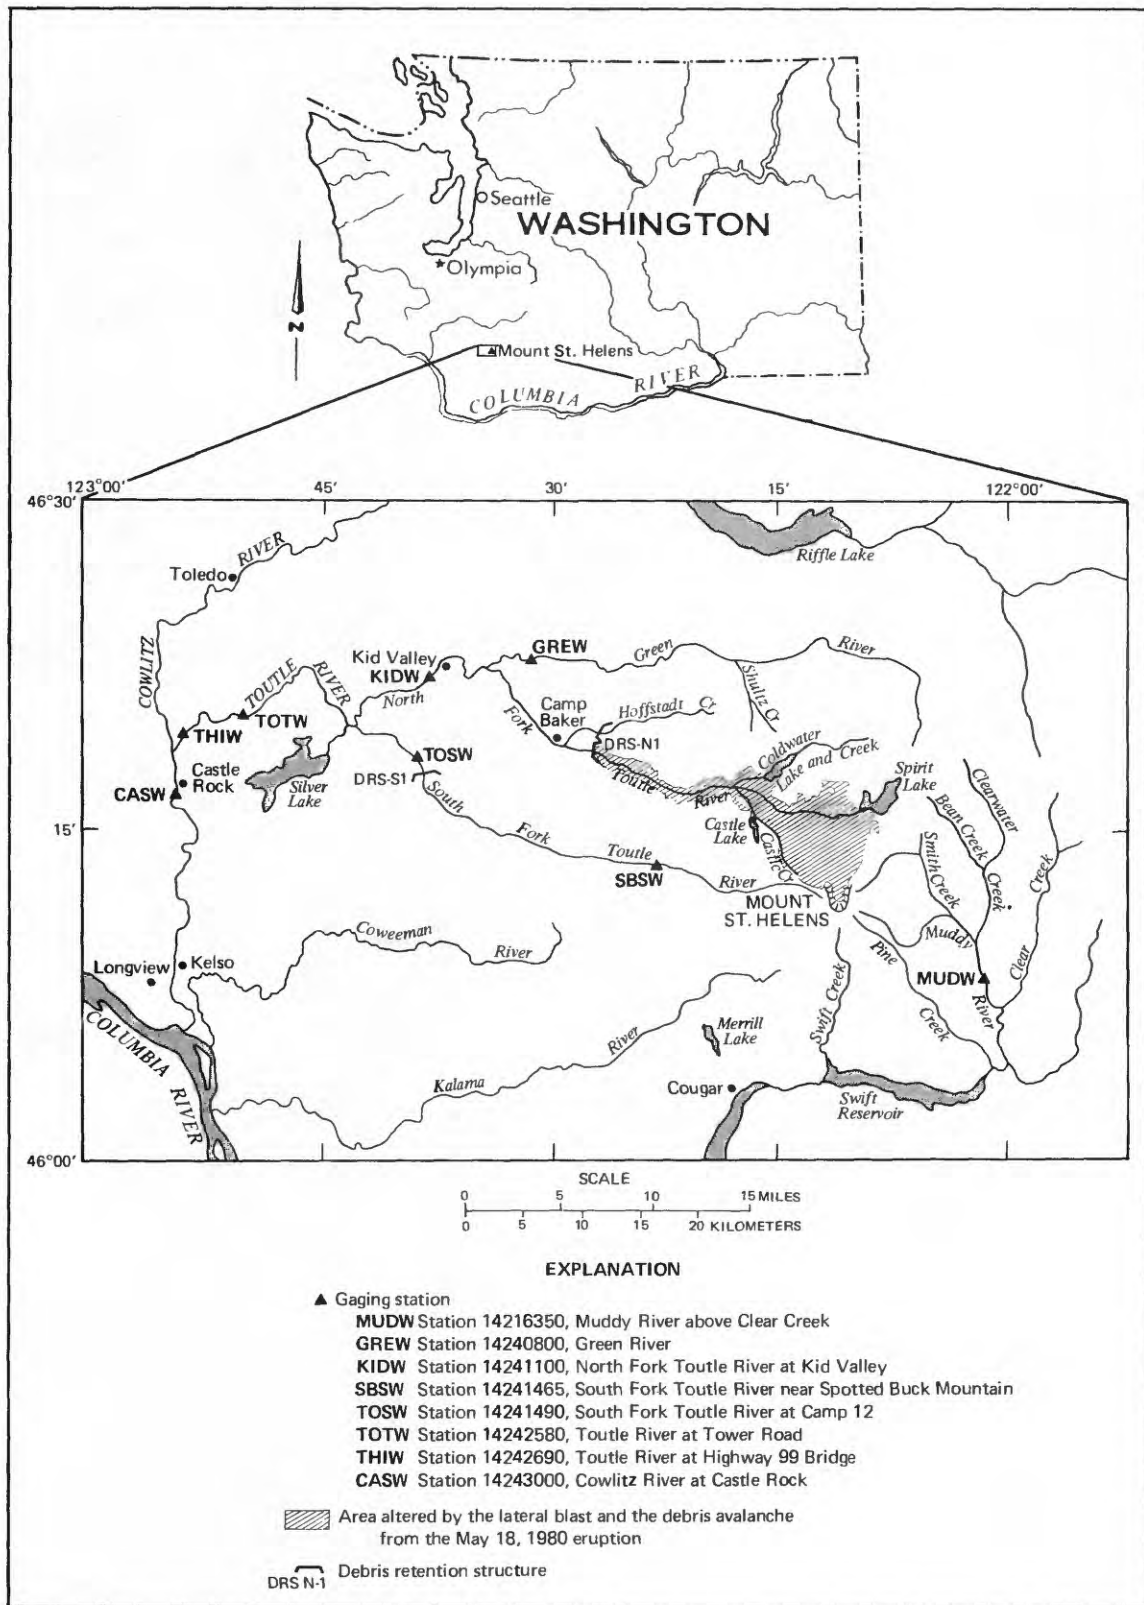 Seattle
WASHINGTON
Olympia
N
Mount St. Helens
COLUMBIA RIVER
123°00'
45'
30'
15'
122°00'
46°30'
Riffle Lake
Toledo
RIVER
COWLITZ
Kid Valley
GREW
Green
River
KIDW
North
TOUTLE
RIVER
Shultz Cr
Camp
Baker
Hoffstadt Cr
Fork
TOTW
THIW
DRS-N1
Coldwater
Lake and Creek
TOSW
DRS-S1
Castle
Rock
Silver
Lake
CASW
Toutle
River
Spirit
Lake
Clearwater
Creek
Bean Creek
South
Fork
Toutle
River
Castle
Lake
Castle Cr
15'
Smith Creek
SBSW
MOUNT
ST. HELENS
Creek
Clear
Muddy
River
Coweeman
River
Pine
Creek
MUDW
Longview
Kelso
Swift Creek
COLUMBIA
RIVER
Merrill
Lake
River
Kalama
Cougar
Swift
Reservoir
46°00'
SCALE
0 5 10 15 MILES
0 5 10 15 20 KILOMETERS
EXPLANATION
Gaging station
MUDW Station 14216350, Muddy River above Clear Creek
GREW Station 14240800, Green River
KIDW Station 14241100, North Fork Toutle River at Kid Valley
SBSW Station 14241465, South Fork Toutle River near Spotted Buck Mountain
TOSW Station 14241490, South Fork Toutle River at Camp 12
TOTW Station 14242580, Toutle River at Tower Road
THIW Station 14242690, Toutle River at Highway 99 Bridge
CASW Station 14243000, Cowlitz River at Castle Rock
Area altered by the lateral blast and the debris avalanche
from the May 18, 1980 eruption
DRS N-1 Debris retention structure